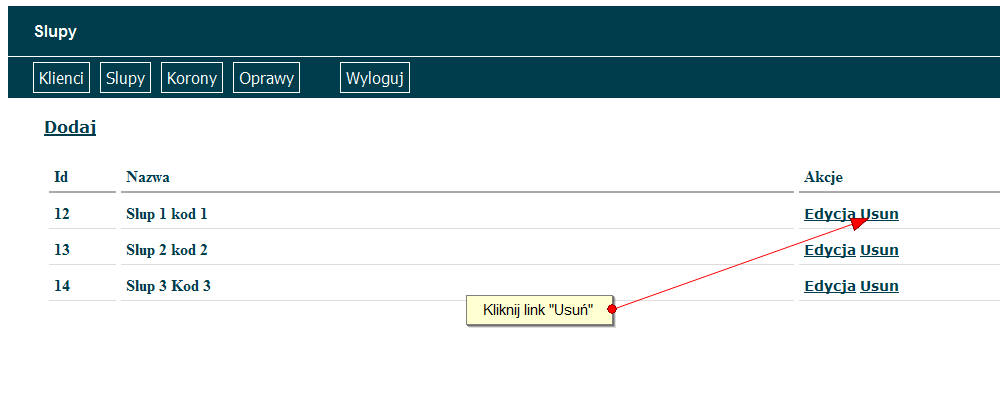 Slupy
Klienci Slupy Korony Oprawy Wyloguj
Dodaj
Id Nazwa Akcje
12 Slup 1 kod 1 Edycja Usun
13 Slup 2 kod 2 Edycja Usun
14 Slup 3 Kod 3 Edycja Usun
Kliknij link "Usuń"